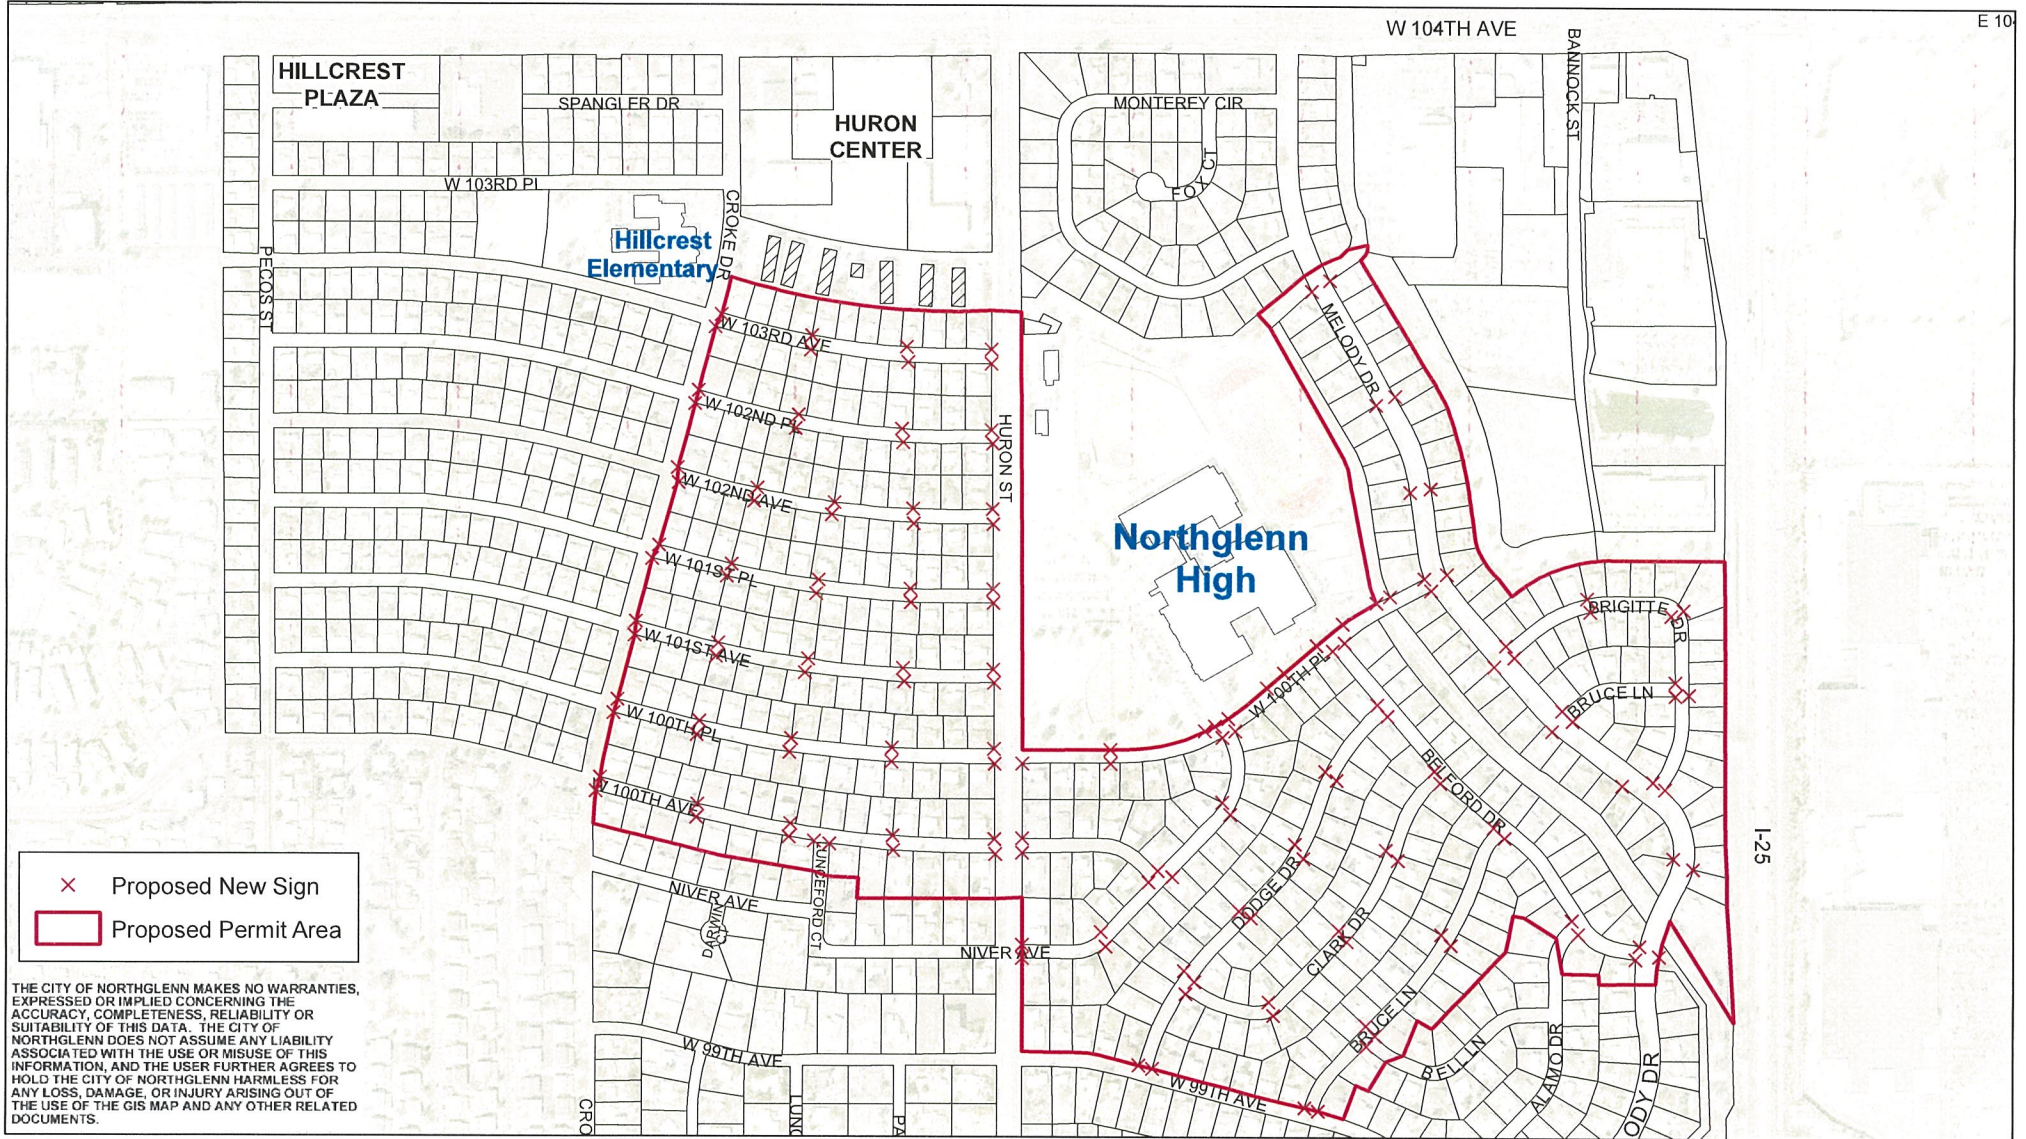 W 104TH AVE
E 10
BANNOCK ST
HILLCREST
PLAZA
SPANGLER DR
HURON
CENTER
MONTEREY CIR
FOX CT
W 103RD PL
CROKE DR
Hillcrest
Elementary
PECOS ST
W 103RD AVE
MELODY DR
W 102ND PL
HURON ST
W 102ND AVE
Northglenn
High
W 101ST PL
BRIGITTE DR
W 101ST AVE
W 100TH PL
BRUCE LN
W 100TH PL
BELFORD DR
W 100TH AVE
I-25
LUNCEFORD CT
DODGE DR
CLARK DR
NIVER AVE
DARWIN CT
NIVER AVE
BRUCE LN
W 99TH AVE
BELL LN
ALAMO DR
ODY DR
W 99TH AVE
CRO
LUNC
PA
Proposed New Sign
Proposed Permit Area
THE CITY OF NORTHGLENN MAKES NO WARRANTIES,
EXPRESSED OR IMPLIED CONCERNING THE
ACCURACY, COMPLETENESS, RELIABILITY OR
SUITABILITY OF THIS DATA. THE CITY OF
NORTHGLENN DOES NOT ASSUME ANY LIABILITY
ASSOCIATED WITH THE USE OR MISUSE OF THIS
INFORMATION, AND THE USER FURTHER AGREES TO
HOLD THE CITY OF NORTHGLENN HARMLESS FOR
ANY LOSS, DAMAGE, OR INJURY ARISING OUT OF
THE USE OF THE GIS MAP AND ANY OTHER RELATED
DOCUMENTS.